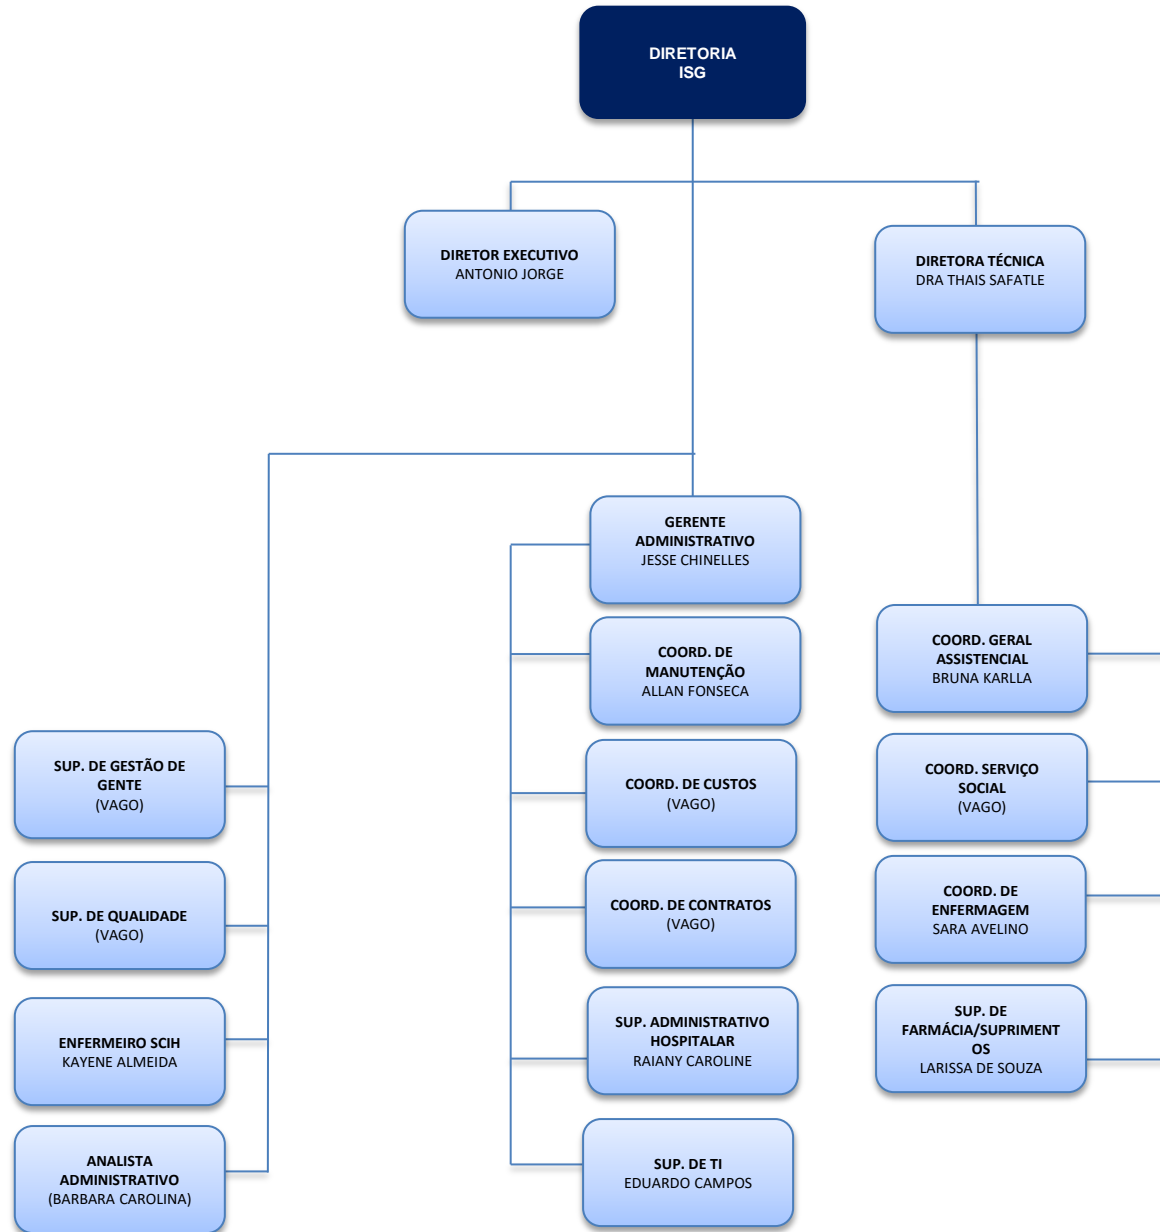 DIRETORIA
ISG
DIRETOR EXECUTIVO
ANTONIO JORGE
DIRETORA TÉCNICA
DRA THAIS SAFATLE
GERENTE
ADMINISTRATIVO
JESSE CHINELLES
COORD. DE
MANUTENÇÃO
ALLAN FONSECA
COORD. DE CUSTOS
(VAGO)
COORD. DE CONTRATOS
(VAGO)
SUP. ADMINISTRATIVO
HOSPITALAR
RAIANY CAROLINE
SUP. DE TI
EDUARDO CAMPOS
COORD. GERAL
ASSISTENCIAL
BRUNA KARLLA
COORD. SERVIÇO
SOCIAL
(VAGO)
COORD. DE
ENFERMAGEM
SARA AVELINO
SUP. DE
FARMÁCIA/SUPRIMENT
OS
LARISSA DE SOUZA
SUP. DE GESTÃO DE
GENTE
(VAGO)
SUP. DE QUALIDADE
(VAGO)
ENFERMEIRO SCIH
KAYENE ALMEIDA
ANALISTA
ADMINISTRATIVO
(BARBARA CAROLINA)